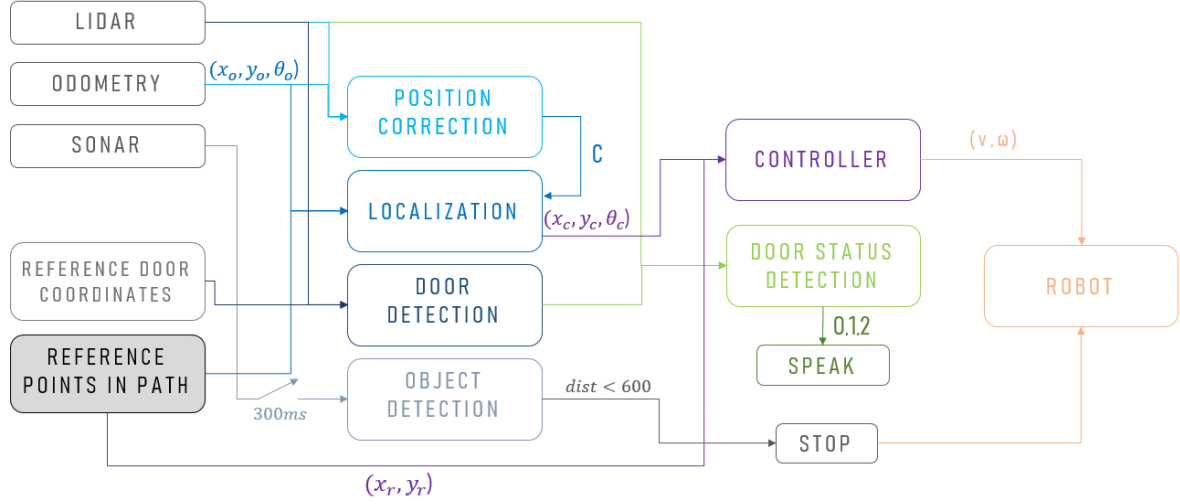 LIDAR
ODOMETRY
(x_o, y_o, θ_o)
SONAR
POSITION
CORRECTION
C
CONTROLLER
(v, ω)
LOCALIZATION
(x_c, y_c, θ_c)
REFERENCE DOOR
COORDINATES
DOOR
DETECTION
DOOR STATUS
DETECTION
ROBOT
0,1,2
SPEAK
REFERENCE
POINTS IN PATH
300ms
OBJECT
DETECTION
dist < 600
STOP
(x_r, y_r)